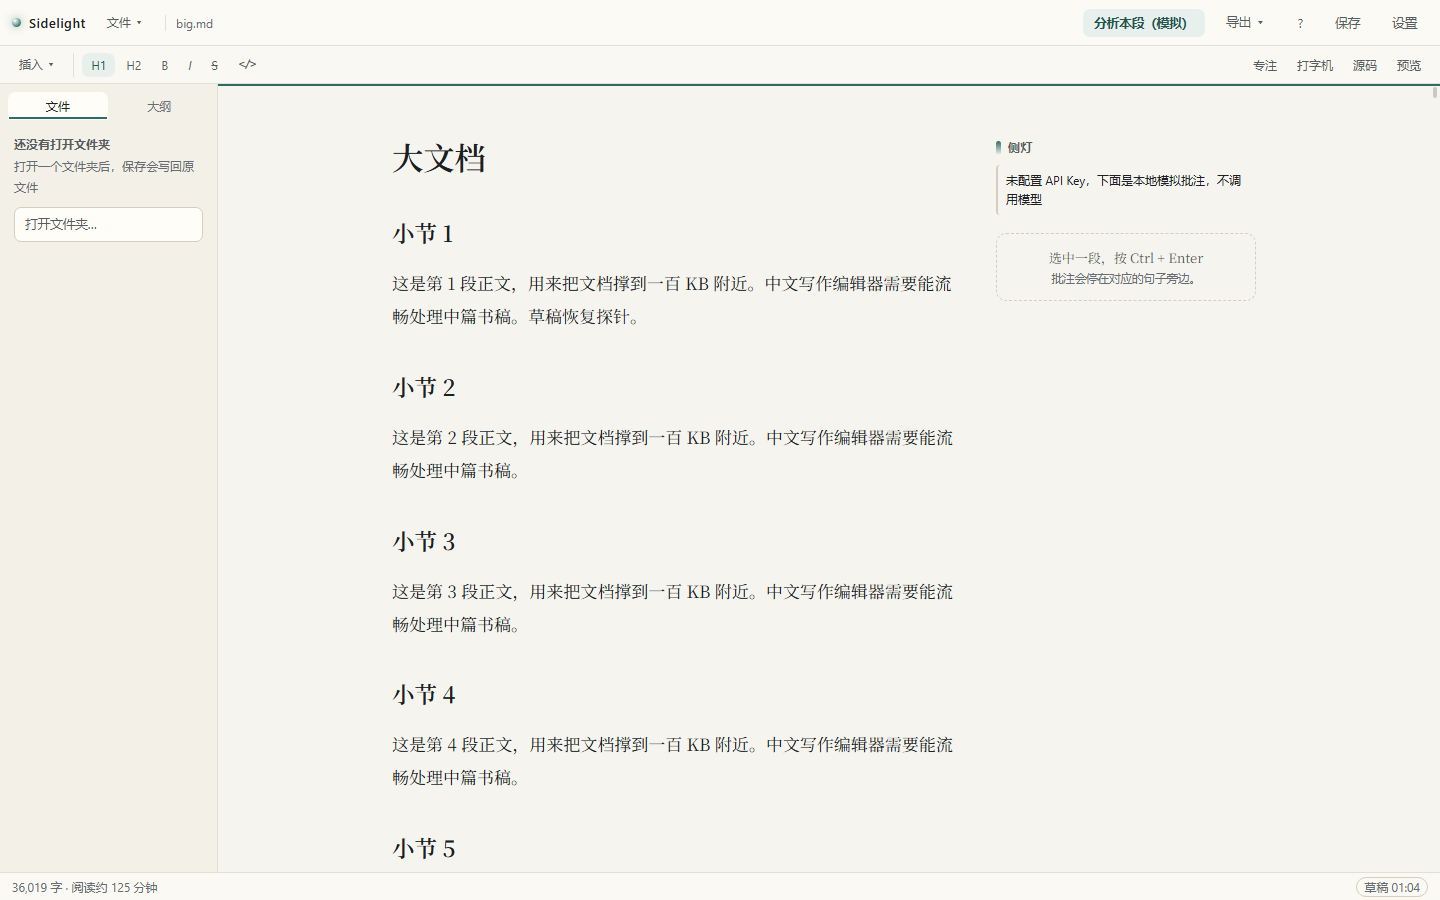 Sidelight 文件 big.md 分析本段（模拟） 导出 ? 保存 设置
插入 H1 H2 B I S </> 专注 打字机 源码 预览
文件 大纲
还没有打开文件夹
打开一个文件夹后，保存会写回原
文件
打开文件夹...
大文档
小节 1
这是第 1 段正文，用来把文档撑到一百 KB 附近。中文写作编辑器需要能流
畅处理中篇书稿。草稿恢复探针。
小节 2
这是第 2 段正文，用来把文档撑到一百 KB 附近。中文写作编辑器需要能流
畅处理中篇书稿。
小节 3
这是第 3 段正文，用来把文档撑到一百 KB 附近。中文写作编辑器需要能流
畅处理中篇书稿。
小节 4
这是第 4 段正文，用来把文档撑到一百 KB 附近。中文写作编辑器需要能流
畅处理中篇书稿。
小节 5
侧灯
未配置 API Key，下面是本地模拟批注，不调
用模型
选中一段，按 Ctrl + Enter
批注会停在对应的句子旁边。
36,019 字 · 阅读约 125 分钟
草稿 01:04